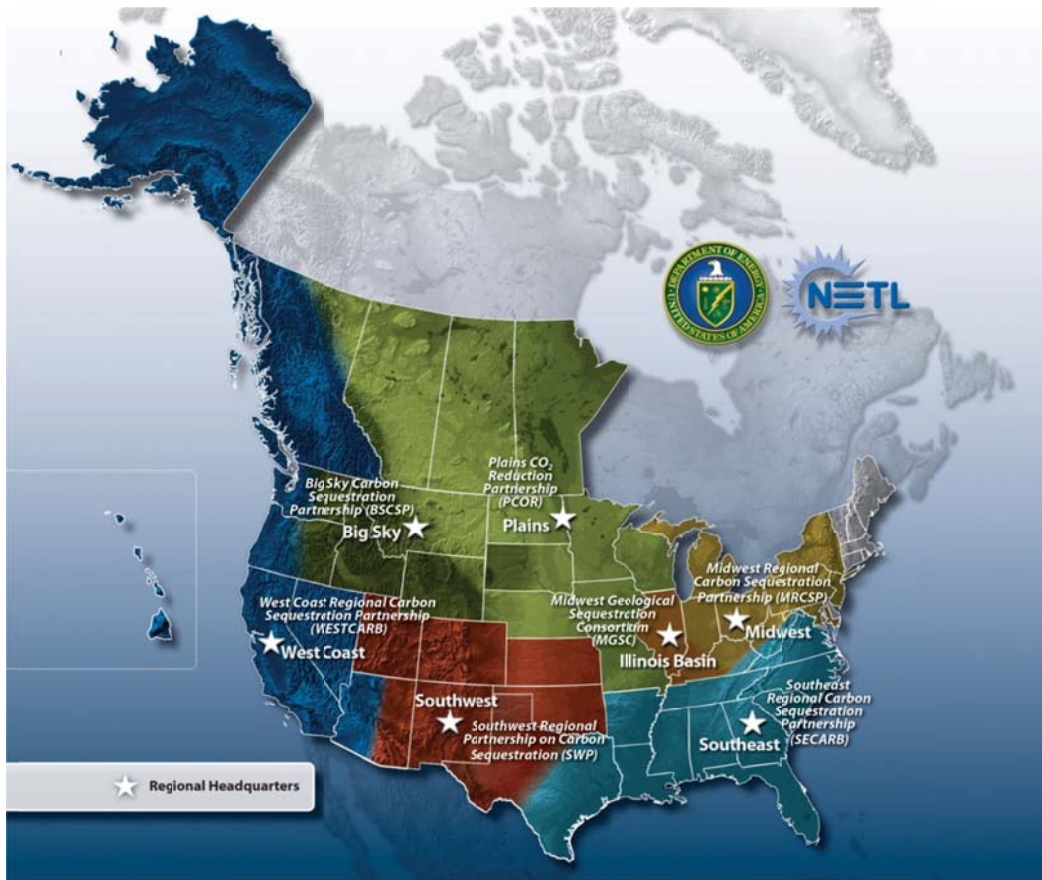 DEPARTMENT OF ENERGY
UNITED STATES OF AMERICA
NETL
Plains CO₂
Reduction
Partnership
(PCOR)
Plains
Big Sky Carbon
Sequestration
Partnership (BSCSP)
Big Sky
Midwest Regional
Carbon Sequestration
Partnership (MRCSP)
Midwest
West Coast Regional Carbon
Sequestration Partnership
(WESTCARB)
West Coast
Midwest Geological
Sequestration
Consortium
(MGSC)
Illinois Basin
Southwest
Southwest Regional
Partnership on Carbon
Sequestration (SWP)
Southeast
Regional Carbon
Sequestration
Partnership
(SECARB)
Southeast
Regional Headquarters